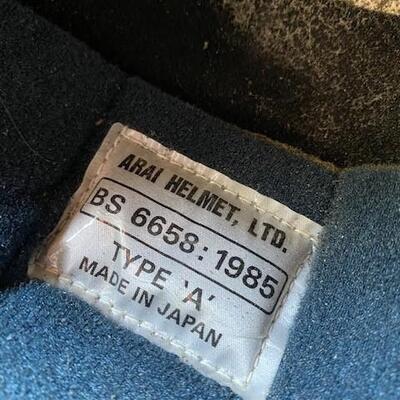 ARAI HELMET, LTD.
BS 6658: 1985
TYPE 'A'
MADE IN JAPAN